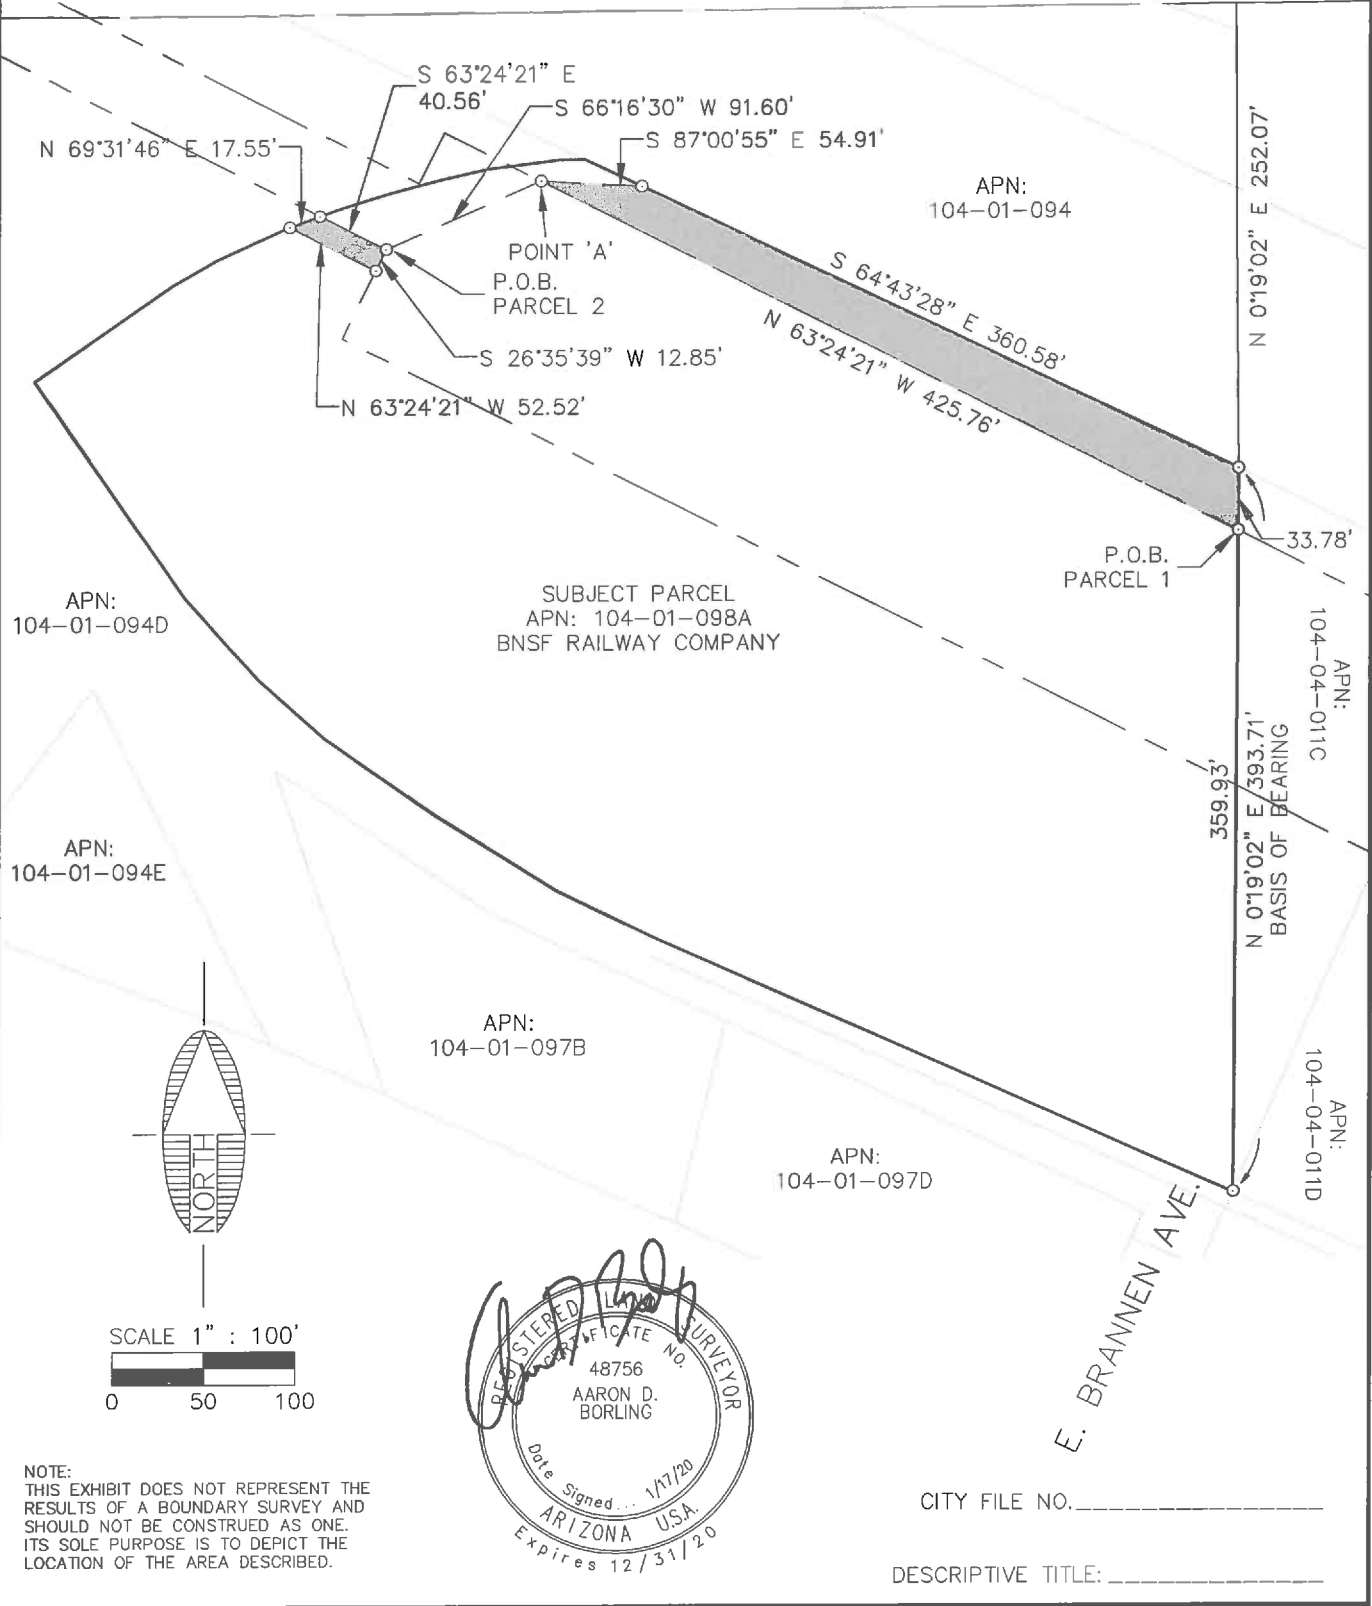 S 63°24'21" E
40.56'
S 66°16'30" W 91.60'
N 69°31'46" E 17.55'
S 87°00'55" E 54.91'
N 0°19'02" E 252.07'
APN:
104-01-094
POINT 'A'
P.O.B.
PARCEL 2
S 64°43'28" E 360.58'
N 63°24'21" W 425.76'
S 26°35'39" W 12.85'
N 63°24'21" W 52.52'
33.78'
P.O.B.
PARCEL 1
APN:
104-01-094D
SUBJECT PARCEL
APN: 104-01-098A
BNSF RAILWAY COMPANY
APN:
104-04-011C
359.93'
N 0°19'02" E 393.71'
BASIS OF BEARING
APN:
104-01-094E
APN:
104-01-097B
APN:
104-04-011D
APN:
104-01-097D
NORTH
E. BRANNEN AVE.
SCALE 1" : 100'
0 50 100
REGISTERED LAND SURVEYOR
CERTIFICATE NO.
48756
AARON D.
BORLING
Date Signed... 1/17/20
ARIZONA U.S.A.
Expires 12/31/20
NOTE:
THIS EXHIBIT DOES NOT REPRESENT THE
RESULTS OF A BOUNDARY SURVEY AND
SHOULD NOT BE CONSTRUED AS ONE.
ITS SOLE PURPOSE IS TO DEPICT THE
LOCATION OF THE AREA DESCRIBED.
CITY FILE NO.
DESCRIPTIVE TITLE: